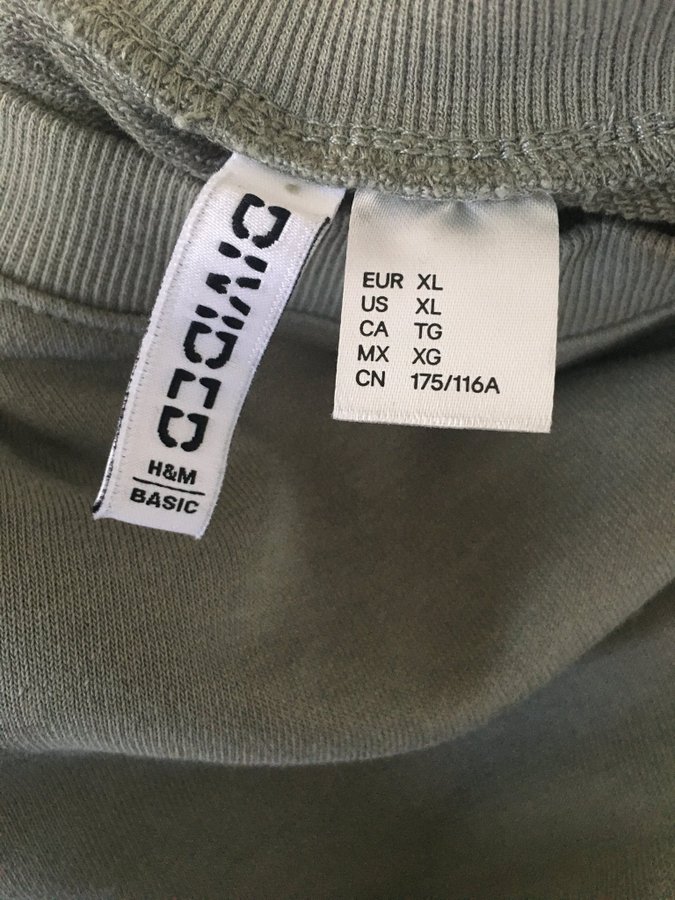 DIVIDED
H&M
BASIC
EUR XL
US XL
CA TG
MX XG
CN 175/116A